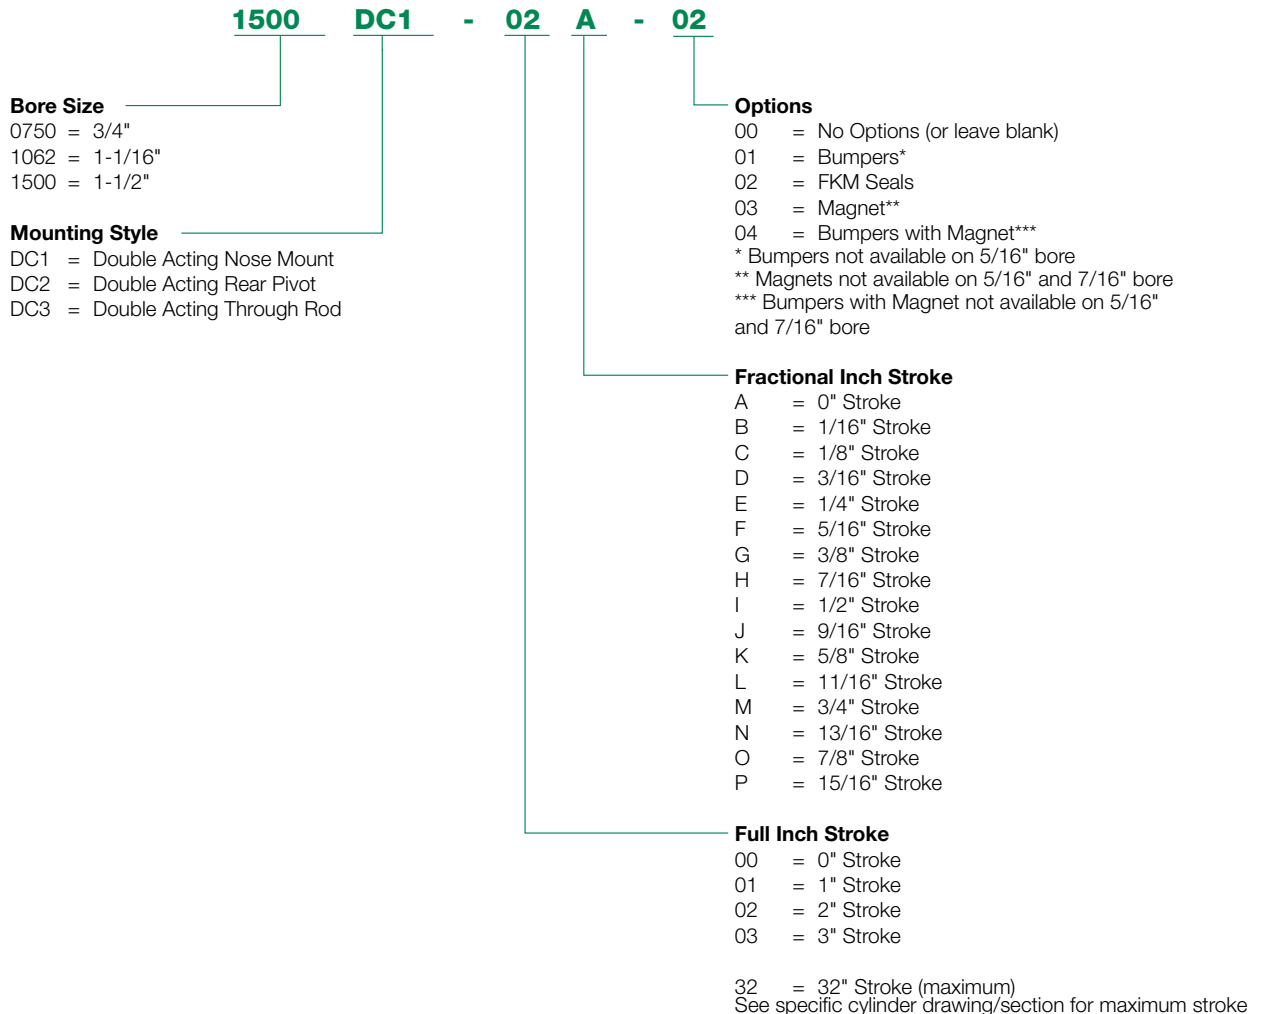 1500 DC1 - 02 A - 02
Bore Size
0750 = 3/4"
1062 = 1-1/16"
1500 = 1-1/2"
Mounting Style
DC1 = Double Acting Nose Mount
DC2 = Double Acting Rear Pivot
DC3 = Double Acting Through Rod
Options
00 = No Options (or leave blank)
01 = Bumpers*
02 = FKM Seals
03 = Magnet**
04 = Bumpers with Magnet***
* Bumpers not available on 5/16" bore
** Magnets not available on 5/16" and 7/16" bore
*** Bumpers with Magnet not available on 5/16"
and 7/16" bore
Fractional Inch Stroke
A = 0" Stroke
B = 1/16" Stroke
C = 1/8" Stroke
D = 3/16" Stroke
E = 1/4" Stroke
F = 5/16" Stroke
G = 3/8" Stroke
H = 7/16" Stroke
I = 1/2" Stroke
J = 9/16" Stroke
K = 5/8" Stroke
L = 11/16" Stroke
M = 3/4" Stroke
N = 13/16" Stroke
O = 7/8" Stroke
P = 15/16" Stroke
Full Inch Stroke
00 = 0" Stroke
01 = 1" Stroke
02 = 2" Stroke
03 = 3" Stroke
32 = 32" Stroke (maximum)
See specific cylinder drawing/section for maximum stroke